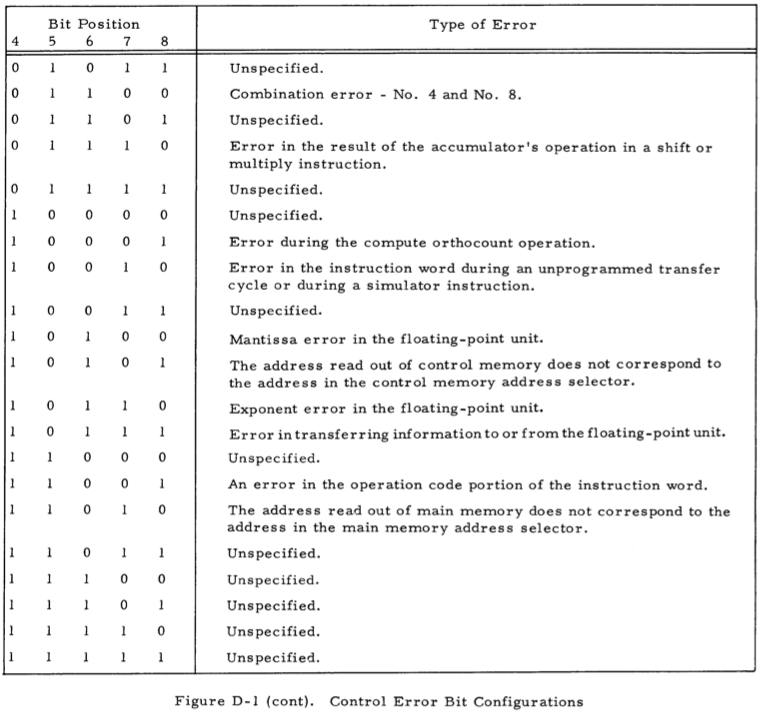 Bit Position Type of Error
4 5 6 7 8
0 1 0 1 1 Unspecified.
0 1 1 0 0 Combination error - No. 4 and No. 8.
0 1 1 0 1 Unspecified.
0 1 1 1 0 Error in the result of the accumulator's operation in a shift or
multiply instruction.
0 1 1 1 1 Unspecified.
1 0 0 0 0 Unspecified.
1 0 0 0 1 Error during the compute orthocount operation.
1 0 0 1 0 Error in the instruction word during an unprogrammed transfer
cycle or during a simulator instruction.
1 0 0 1 1 Unspecified.
1 0 1 0 0 Mantissa error in the floating-point unit.
1 0 1 0 1 The address read out of control memory does not correspond to
the address in the control memory address selector.
1 0 1 1 0 Exponent error in the floating-point unit.
1 0 1 1 1 Error in transferring information to or from the floating-point unit.
1 1 0 0 0 Unspecified.
1 1 0 0 1 An error in the operation code portion of the instruction word.
1 1 0 1 0 The address read out of main memory does not correspond to the
address in the main memory address selector.
1 1 0 1 1 Unspecified.
1 1 1 0 0 Unspecified.
1 1 1 0 1 Unspecified.
1 1 1 1 0 Unspecified.
1 1 1 1 1 Unspecified.
Figure D-1 (cont). Control Error Bit Configurations